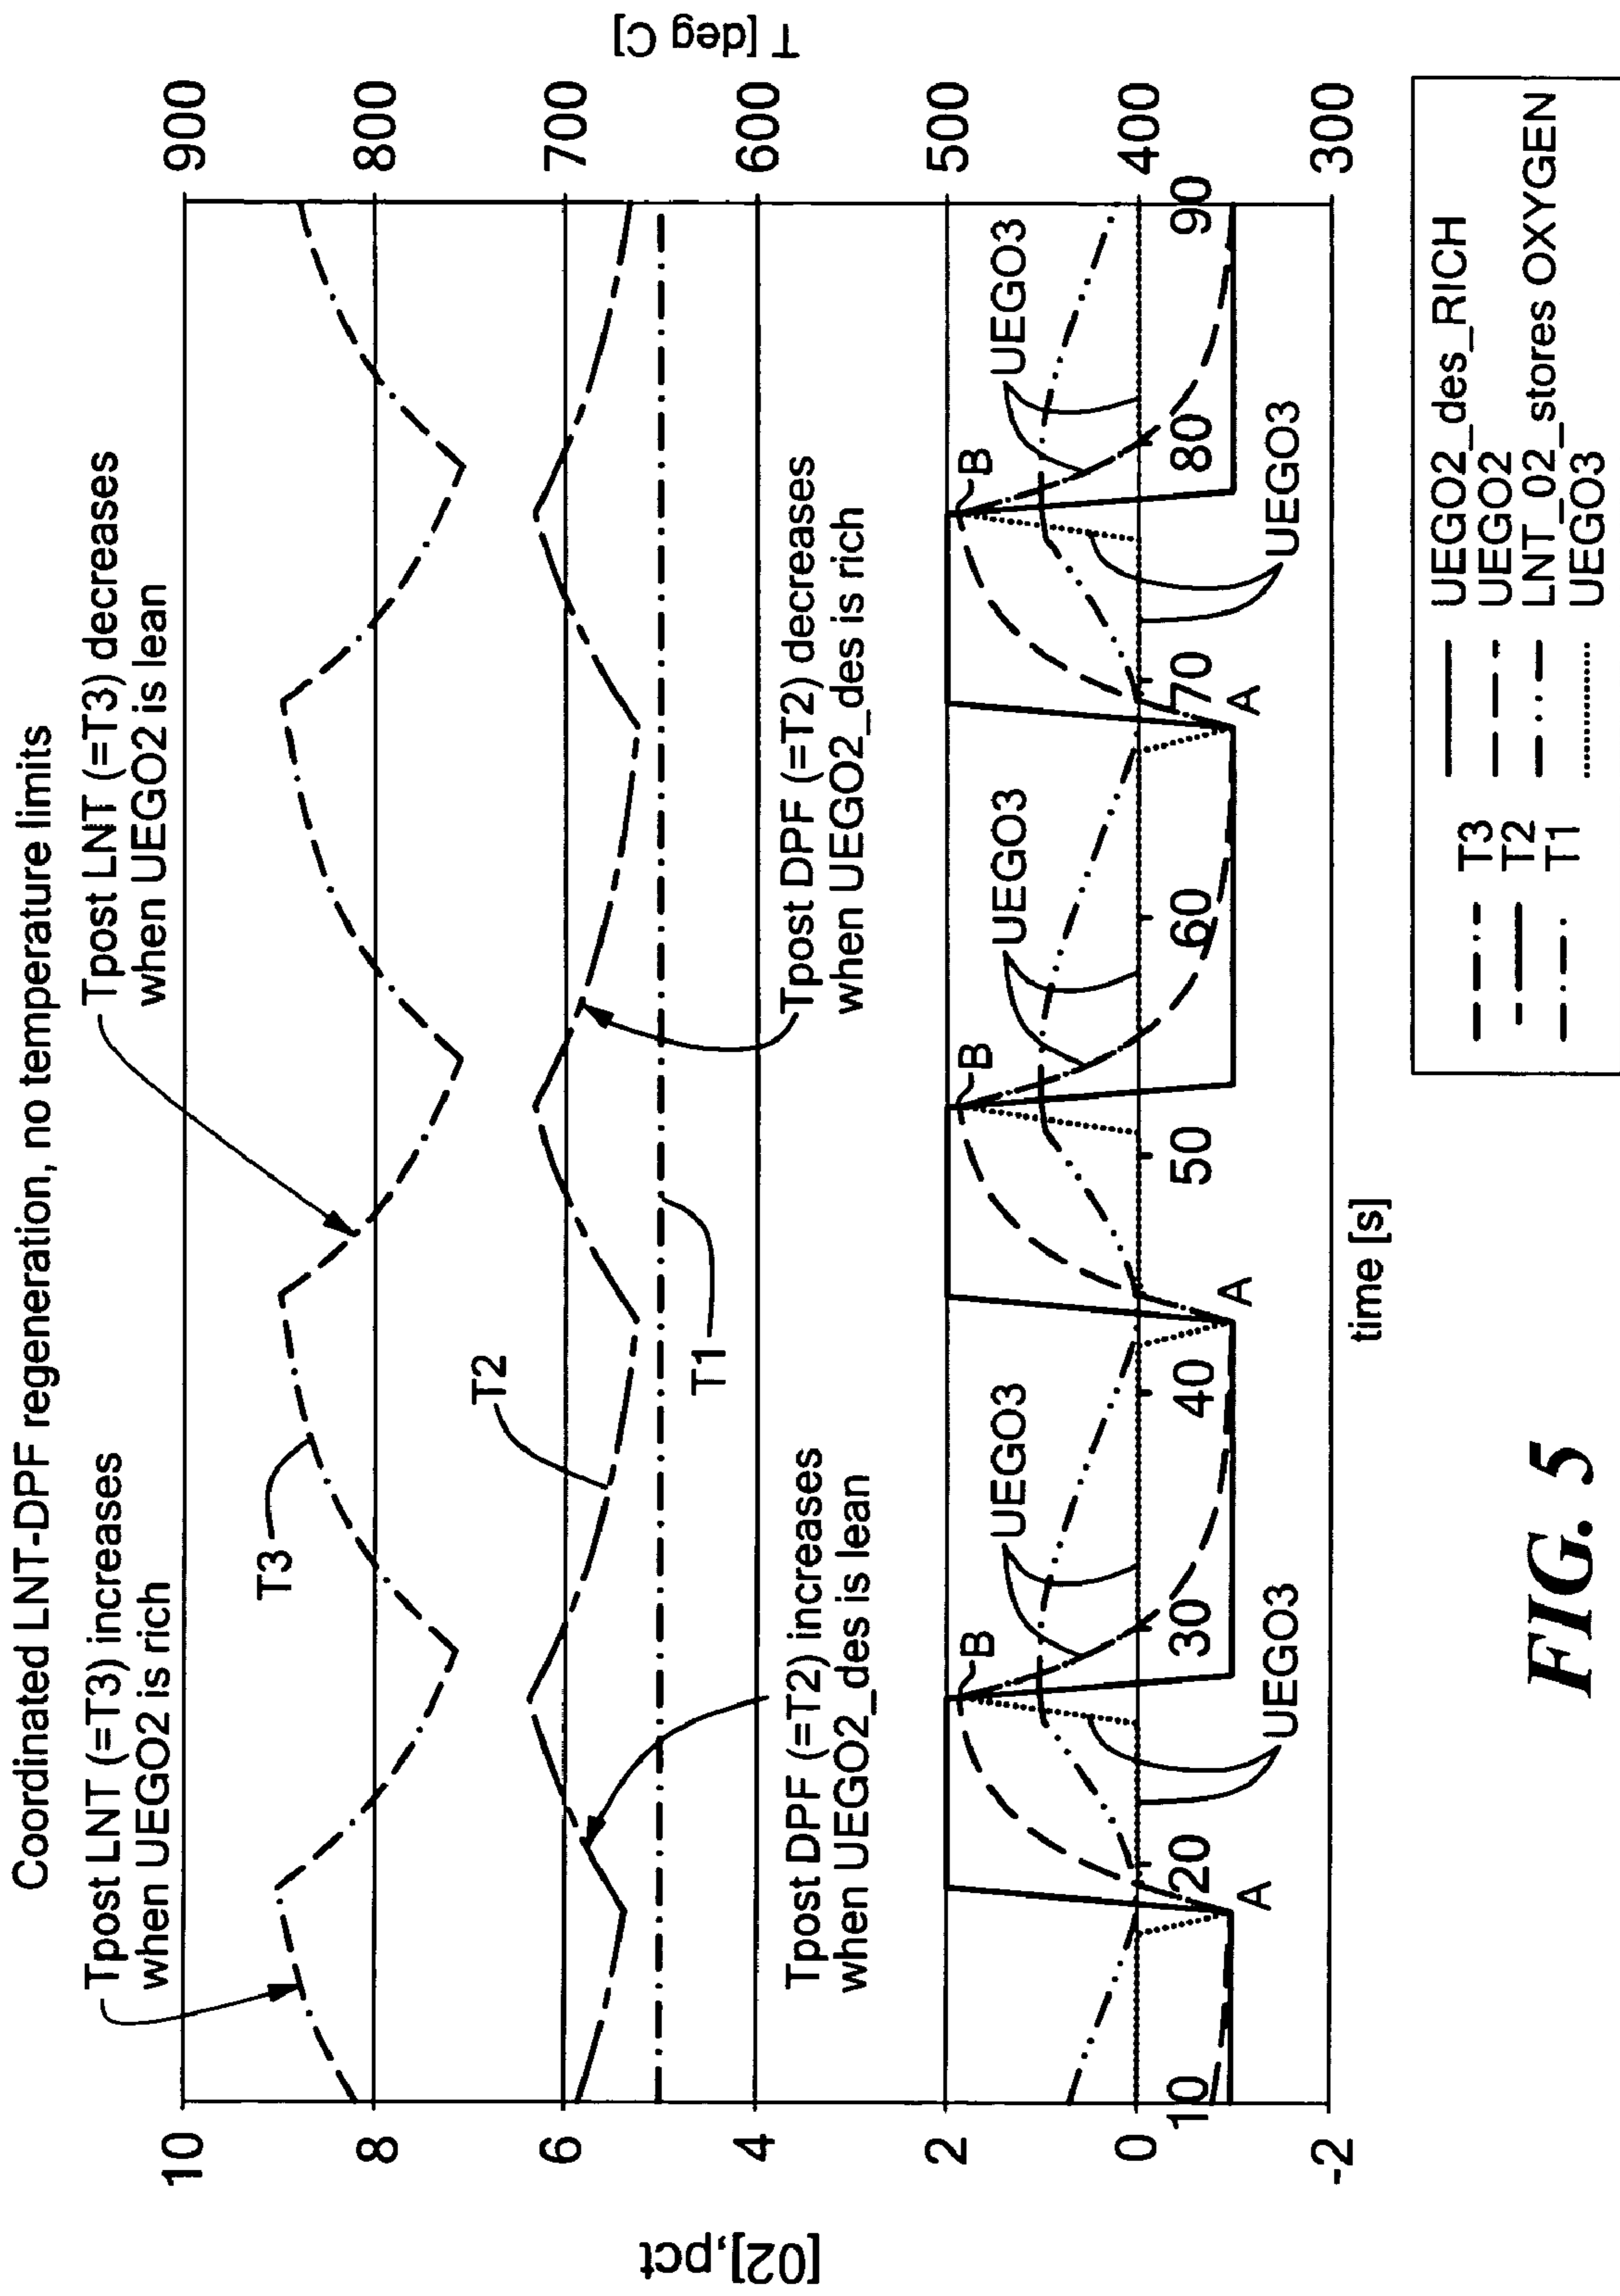 Coordinated LNT-DPF regeneration, no temperature limits
Tpost LNT (=T3) increases
when UEGO2 is rich
Tpost LNT (=T3) decreases
when UEGO2 is lean
T3
T2
T1
Tpost DPF (=T2) increases
when UEGO2_des is lean
Tpost DPF (=T2) decreases
when UEGO2_des is rich
[02],pct
10
8
6
4
2
0
-2
T [deg C]
900
800
700
600
500
400
300
UEGO3
UEGO3
UEGO3
B
B
B
10
20
30
40
50
60
70
80
90
A
A
A
UEGO3
UEGO3
time [s]
T3
T2
T1
UEGO2_des_RICH
UEGO2
LNT_02_stores OXYGEN
UEGO3
FIG. 5